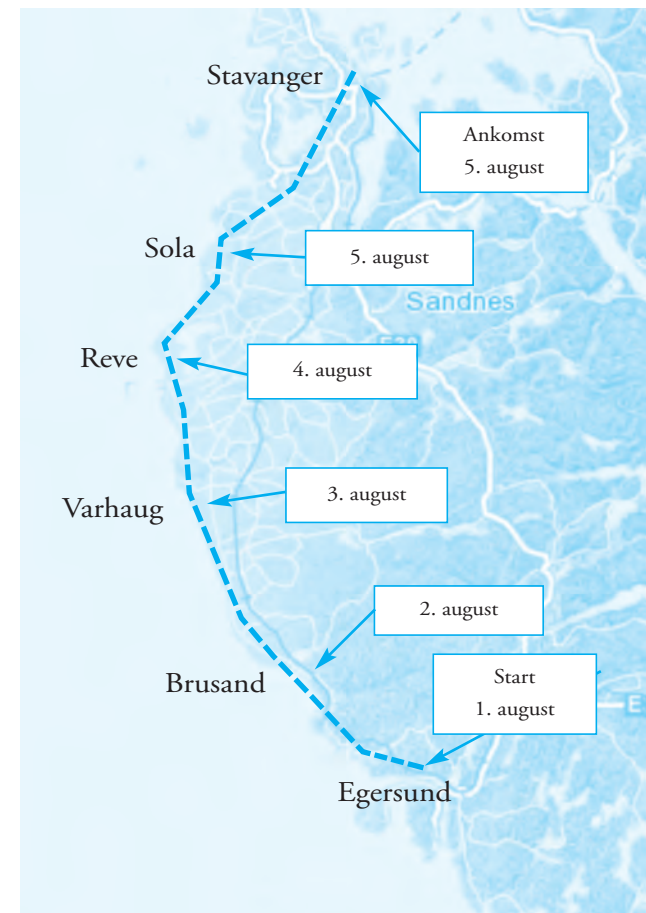 Stavanger
Ankomst
5. august
Sola
5. august
Sandnes
Reve
4. august
Varhaug
3. august
2. august
Brusand
Start
1. august
E
Egersund